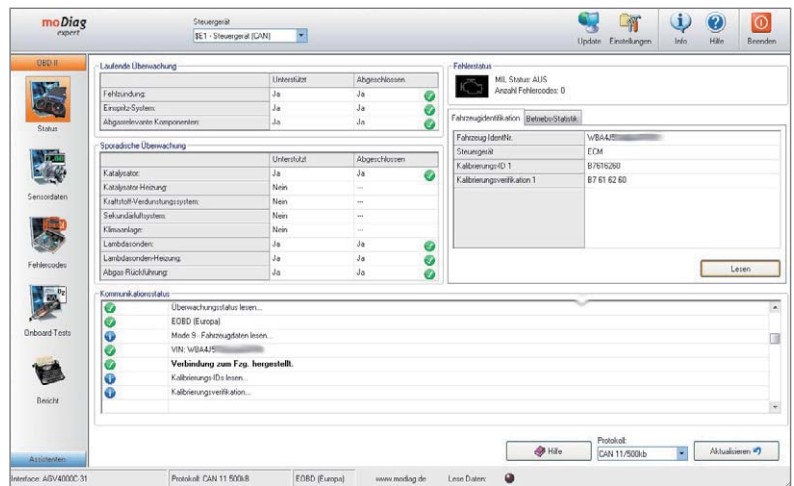 moDiag
expert
Steuergerät
$E1 - Steuergerät (CAN)
Update
Einstellungen
Info
Hilfe
Beenden
OBD II
Status
Sensordaten
Fehlercodes
Onboard-Tests
Bericht
Assistenten
Laufende Überwachung
Unterstützt Abgeschlossen
Fehlzündung: Ja Ja
Einspritz-System: Ja Ja
Abgasrelevante Komponenten: Ja Ja
Sporadische Überwachung
Unterstützt Abgeschlossen
Katalysator: Ja Ja
Katalysator-Heizung: Nein ---
Kraftstoff-Verdunstungssystem: Nein ---
Sekundärluftsystem: Nein ---
Klimaanlage: Nein ---
Lambdasonden: Ja Ja
Lambdasonden-Heizung: Ja Ja
Abgas Rückführung: Ja Ja
Fehlerstatus
MIL Status: AUS
Anzahl Fehlercodes: 0
Fahrzeugidentifikation Betriebs-Statistik
Fahrzeug-IdentNr. WBA4J5
Steuergerät ECM
Kalibrierungs-ID 1 B7616260
Kalibrierungsverifikation 1 B7 61 62 60
Lesen
Kommunikationsstatus
Überwachungsstatus lesen...
EOBD (Europa)
Mode 9 - Fahrzeugdaten lesen...
VIN: WBA4J5
Verbindung zum Fzg. hergestellt.
Kalibrierungs-IDs lesen...
Kalibrierungsverifikation...
Hilfe
Protokoll:
CAN 11/500kb
Aktualisieren
Interface: AGV4000C-31 Protokoll: CAN 11 500kB EOBD (Europa) www.modiag.de Lese Daten: